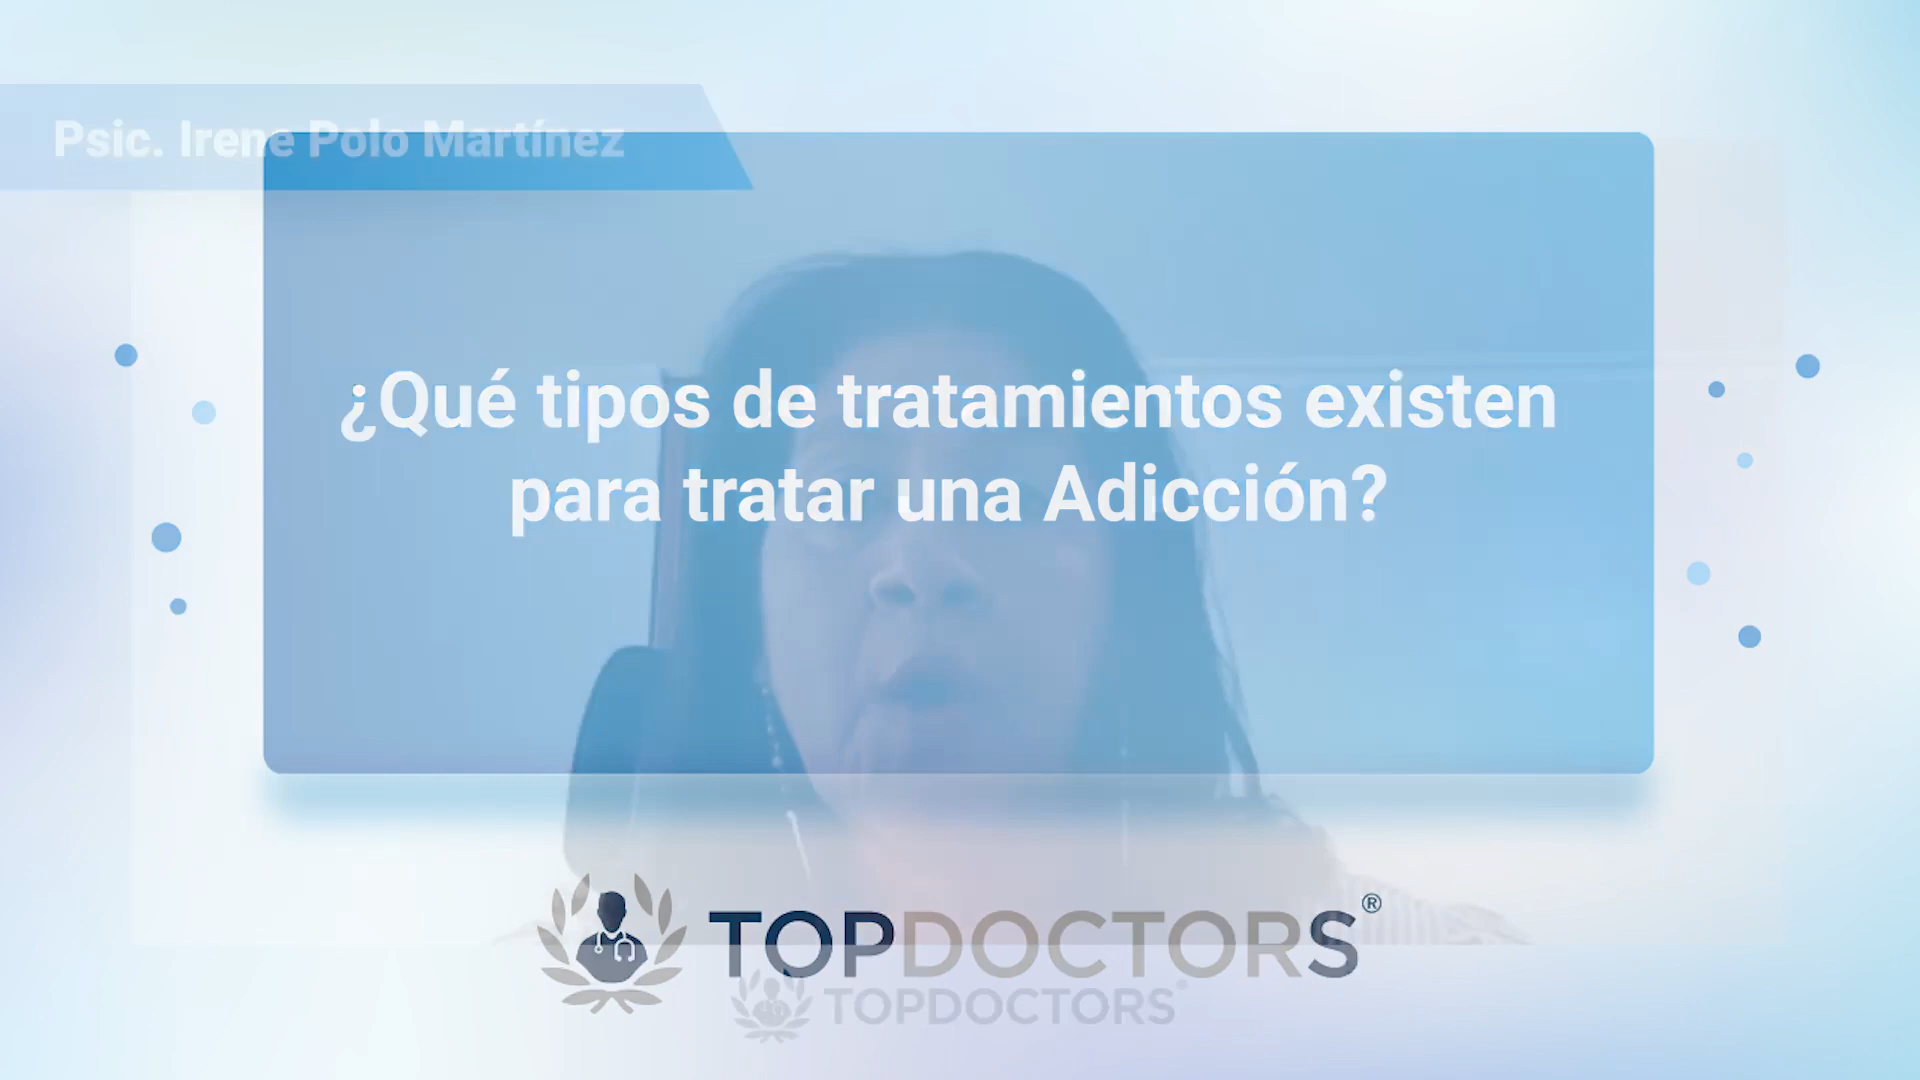 Psic. Irene Polo Martínez
¿Qué tipos de tratamientos existen
para tratar una Adicción?
TOPDOCTORS®
TOPDOCTORS®